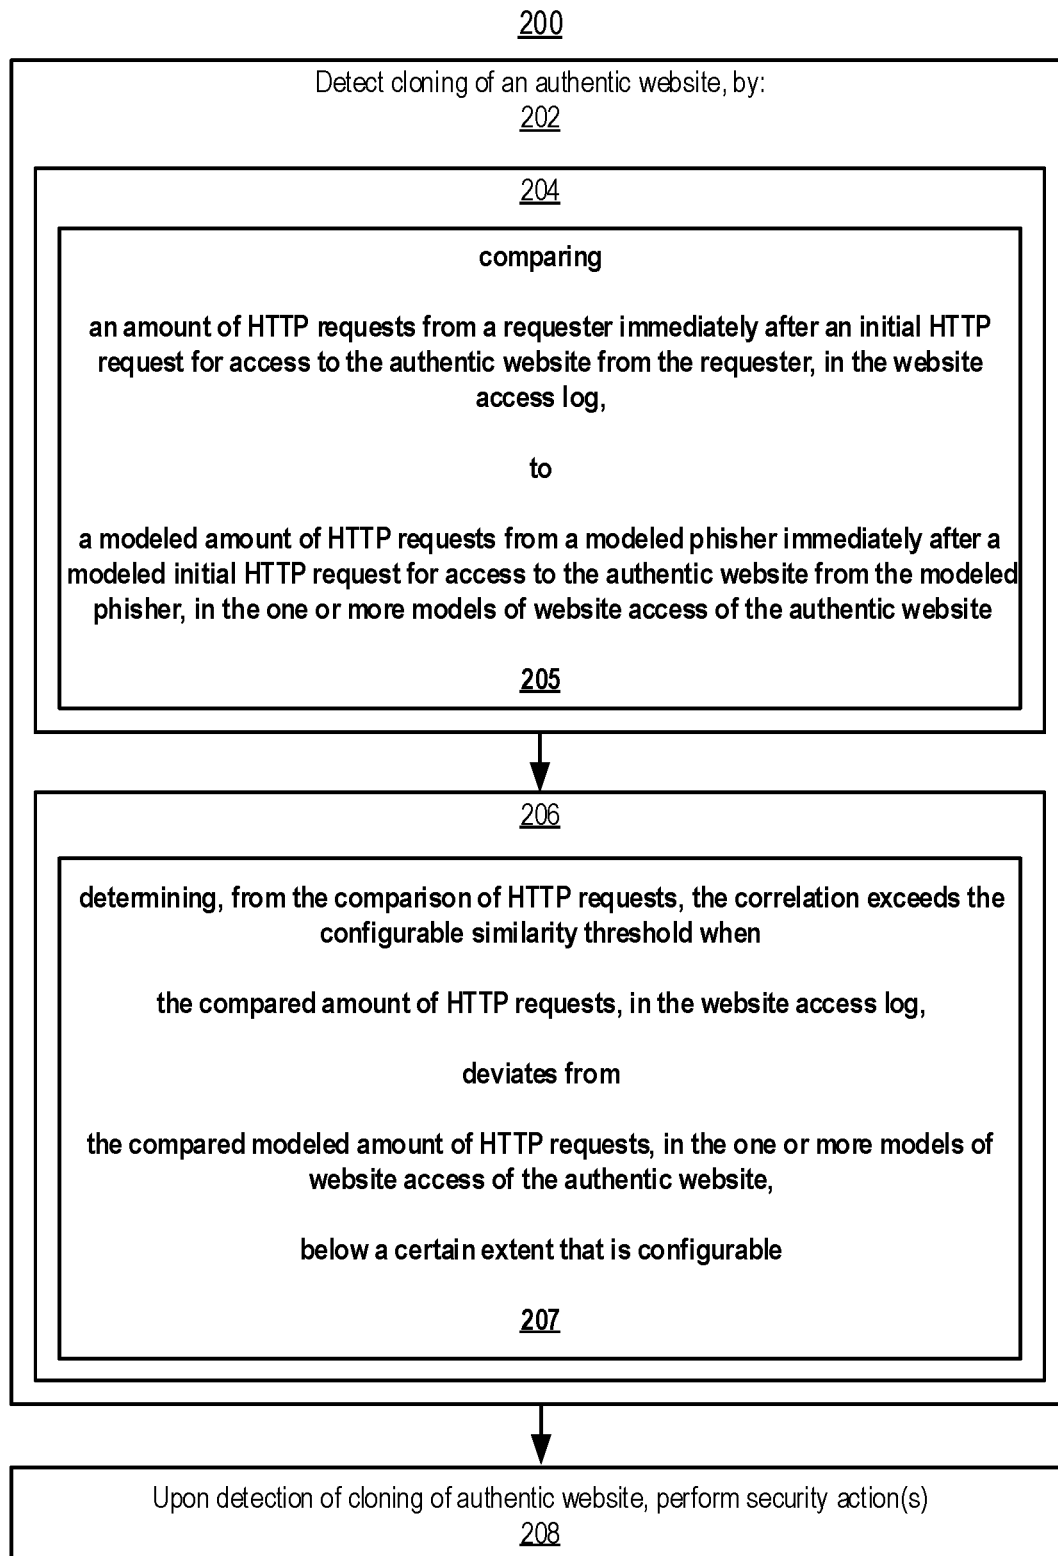 200
Detect cloning of an authentic website, by:
202
204
comparing
an amount of HTTP requests from a requester immediately after an initial HTTP
request for access to the authentic website from the requester, in the website
access log,
to
a modeled amount of HTTP requests from a modeled phisher immediately after a
modeled initial HTTP request for access to the authentic website from the modeled
phisher, in the one or more models of website access of the authentic website
205
206
determining, from the comparison of HTTP requests, the correlation exceeds the
configurable similarity threshold when
the compared amount of HTTP requests, in the website access log,
deviates from
the compared modeled amount of HTTP requests, in the one or more models of
website access of the authentic website,
below a certain extent that is configurable
207
Upon detection of cloning of authentic website, perform security action(s)
208